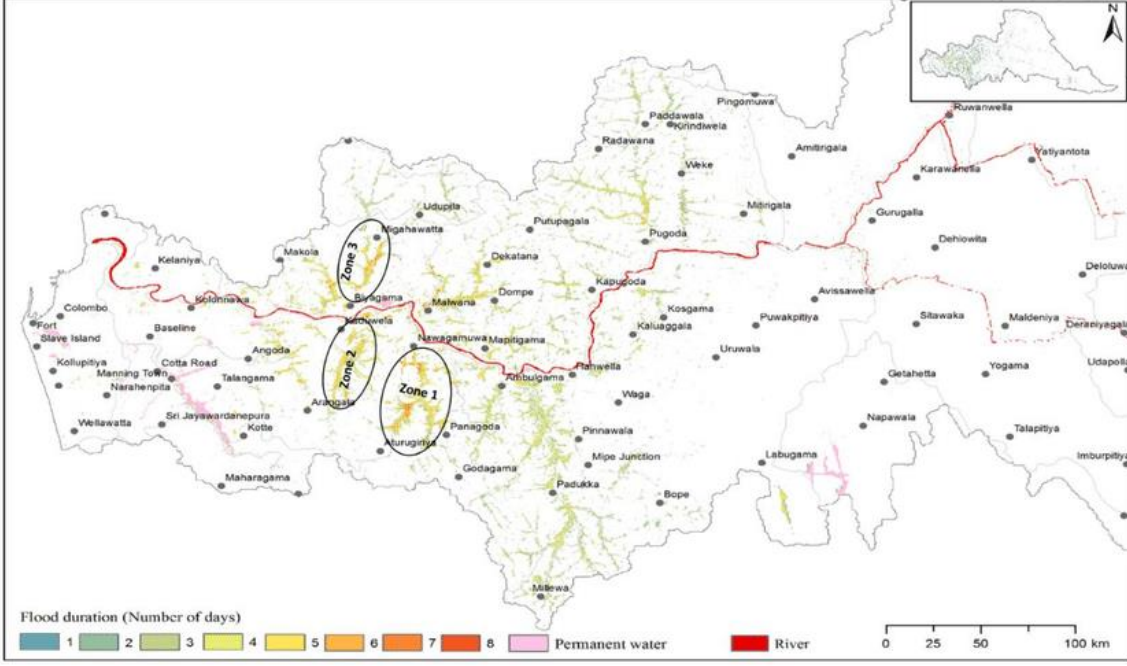 N
Ruwanwella
Pingomuwa
Paddawala
Kirindiwela
Radawana
Amitirigala
Yatiyantota
Weke
Karawanella
Udupila
Mitirigala
Gurugalla
Putupagala
Migahawatta
Pugoda
Dehiowita
Makola
Zone 3
Dekatana
Kelaniya
Deloluwa
Kapugoda
Dompe
Biyagama
Malwana
Avissawella
Kolonnawa
Colombo
Kosgama
Fort
Kaduwela
Kaluaggala
Puwakpitiya
Sitawaka
Maldeniya
Deraniyagala
Baseline
Slave Island
Nawagamuwa
Mapitigama
Angoda
Uruwala
Kollupitiya
Cotta Road
Manning Town
Zone 2
Hanwella
Yogama
Udapola
Narahenpita
Talangama
Ambulgama
Getahetta
Zone 1
Waga
Arangala
Wellawatta
Sri Jayawardanepura
Kotte
Panagoda
Pinnawala
Napawala
Talapitiya
Aturugiriya
Mipe Junction
Labugama
Imburpitiya
Godagama
Maharagama
Padukka
Bope
Millewa
Flood duration (Number of days)
1 2 3 4 5 6 7 8 Permanent water River
0 25 50 100 km